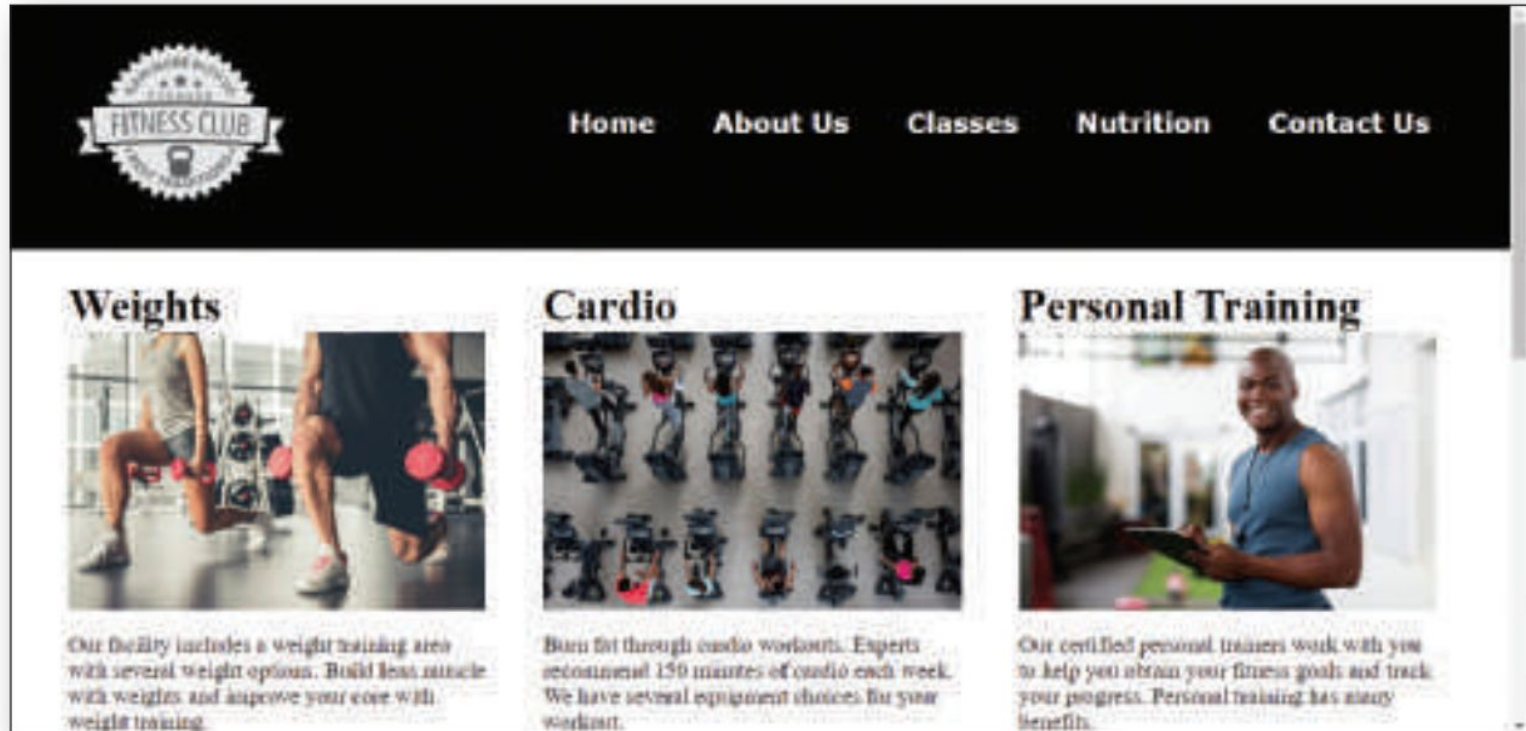 FITNESS CLUB
Home About Us Classes Nutrition Contact Us
Weights
Our facility includes a weight training area
with several weight options. Build lean muscle
with weights and improve your core with
weight training.
Cardio
Burn fat through cardio workouts. Experts
recommend 150 minutes of cardio each week.
We have several equipment choices for your
workout.
Personal Training
Our certified personal trainers work with you
to help you obtain your fitness goals and track
your progress. Personal training has many
benefits.